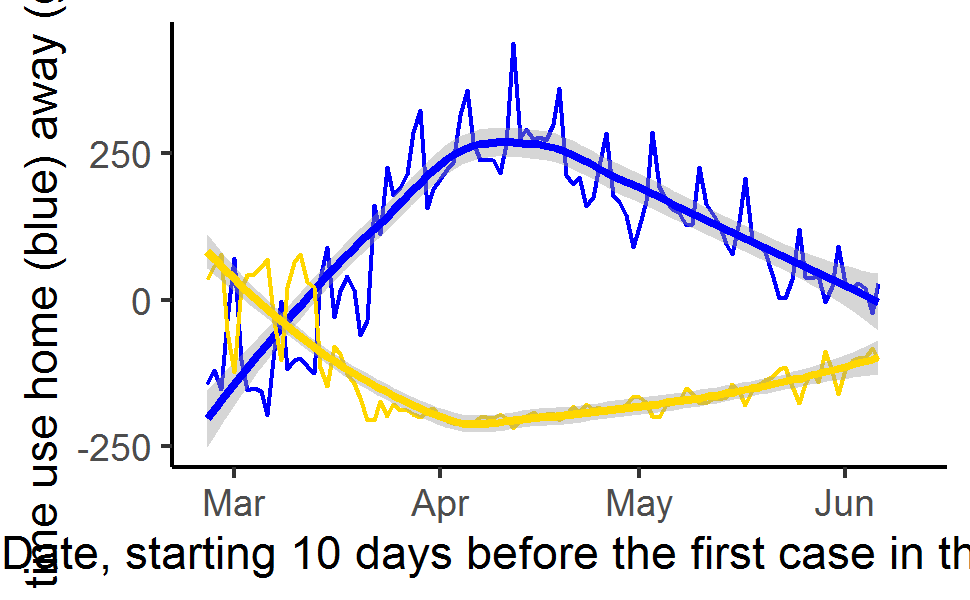 time use home (blue) away (
250
0
-250
Mar Apr May Jun
Date, starting 10 days before the first case in th